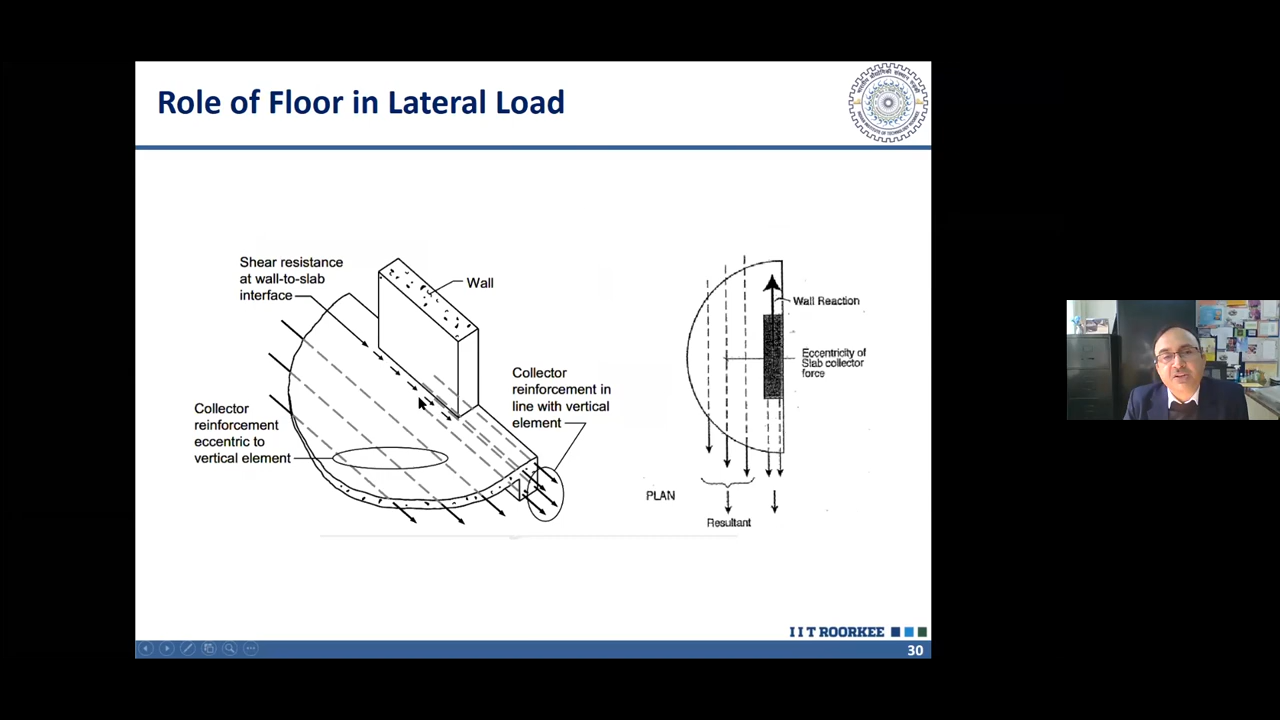 Role of Floor in Lateral Load
Shear resistance
at wall-to-slab
interface
Wall
Collector
reinforcement in
line with vertical
element
Collector
reinforcement
eccentric to
vertical element
Wall Reaction
Eccentricity of
Slab collector
force
PLAN
Resultant
I I T ROORKEE
30